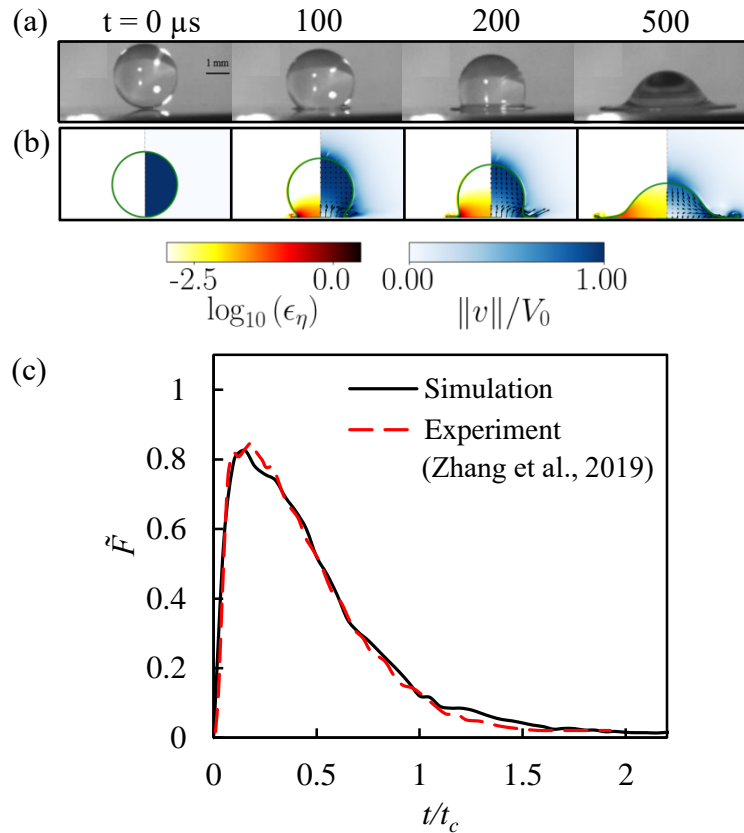 (a) t = 0 μs 100 200 500
1 mm
(b)
-2.5 0.0 0.00 1.00
log₁₀ (ϵ_η) ‖v‖/V₀
(c)
1
0.8
0.6
0.4
0.2
0
F̃
Simulation
Experiment
(Zhang et al., 2019)
0 0.5 1 1.5 2
t/t_c